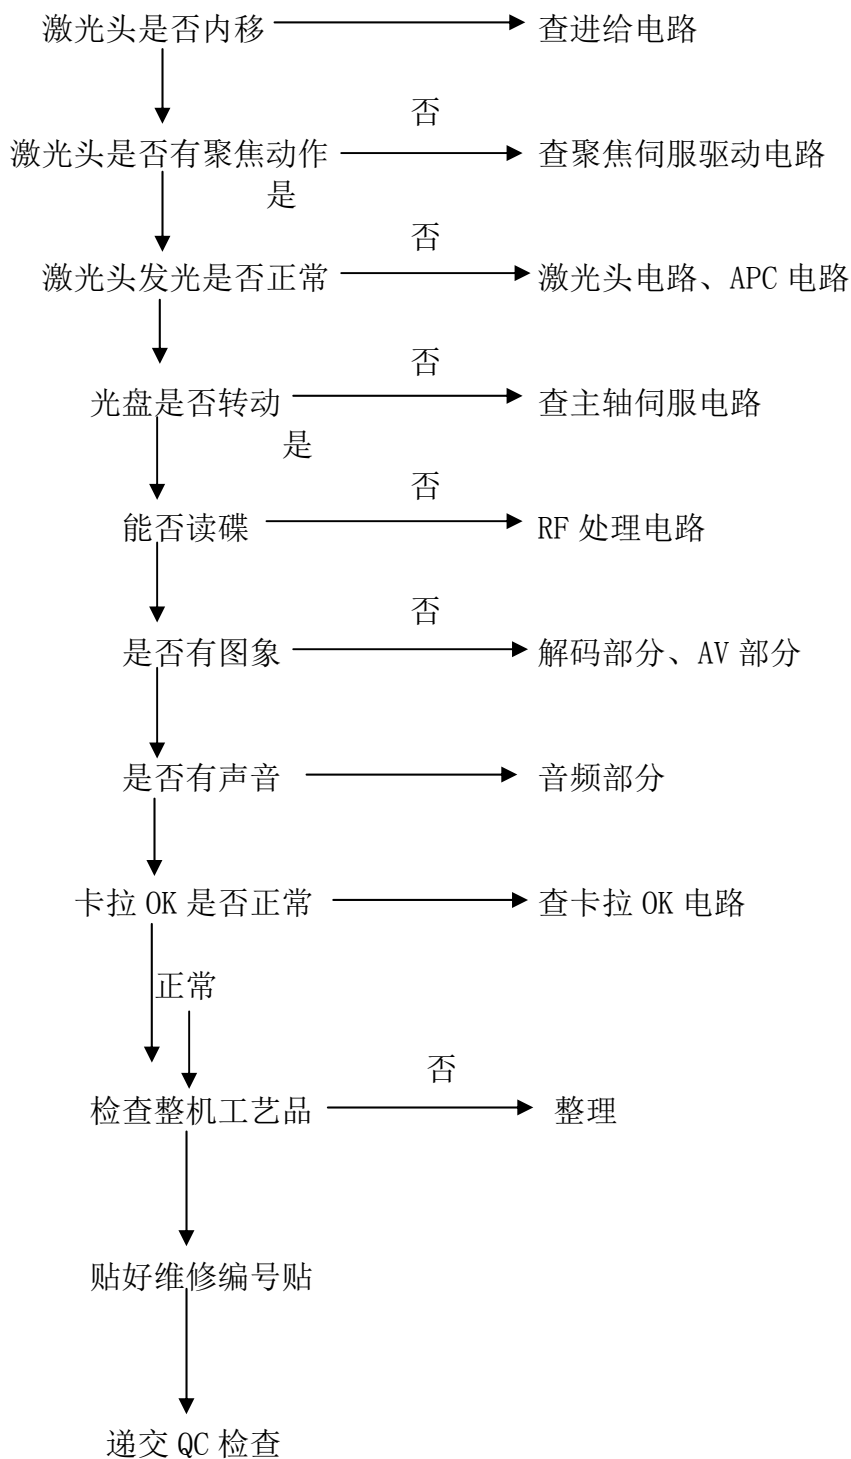 激光头是否内移 查进给电路
否
激光头是否有聚焦动作 查聚焦伺服驱动电路
是
否
激光头发光是否正常 激光头电路、APC 电路
否
光盘是否转动 查主轴伺服电路
是
否
能否读碟 RF 处理电路
否
是否有图象 解码部分、AV 部分
是否有声音 音频部分
卡拉 OK 是否正常 查卡拉 OK 电路
正常
否
检查整机工艺品 整理
贴好维修编号贴
递交 QC 检查